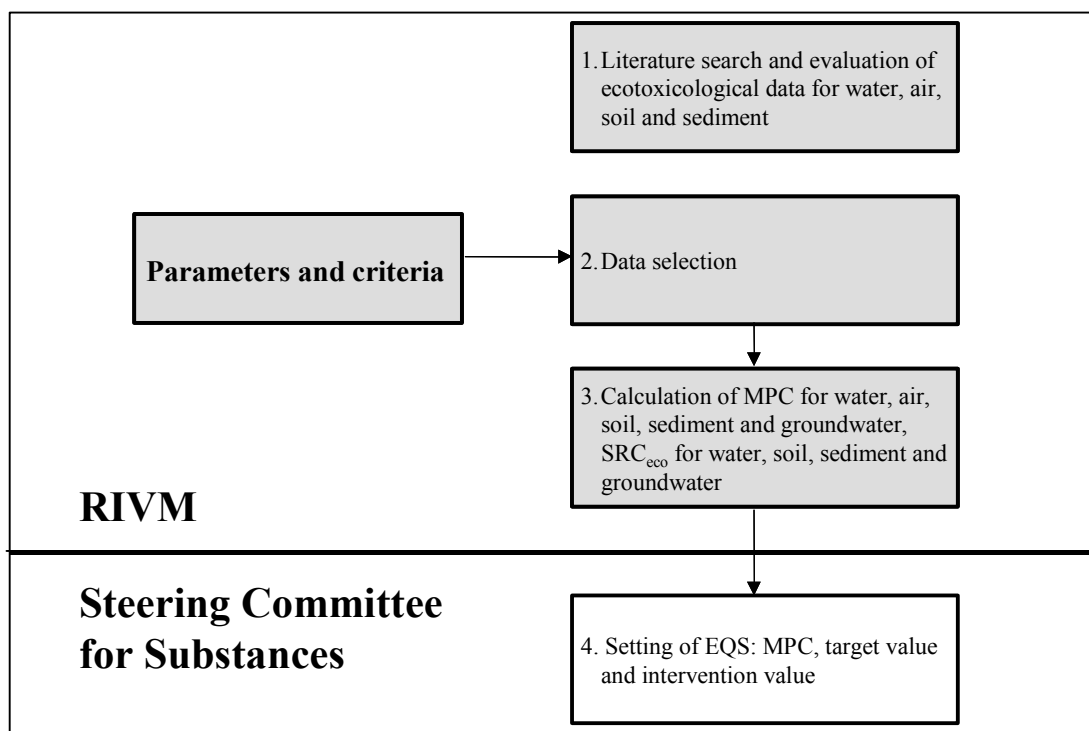 1. Literature search and evaluation of
ecotoxicological data for water, air,
soil and sediment
Parameters and criteria
2. Data selection
3. Calculation of MPC for water, air,
soil, sediment and groundwater,
SRCeco for water, soil, sediment and
groundwater
RIVM
Steering Committee
for Substances
4. Setting of EQS: MPC, target value
and intervention value